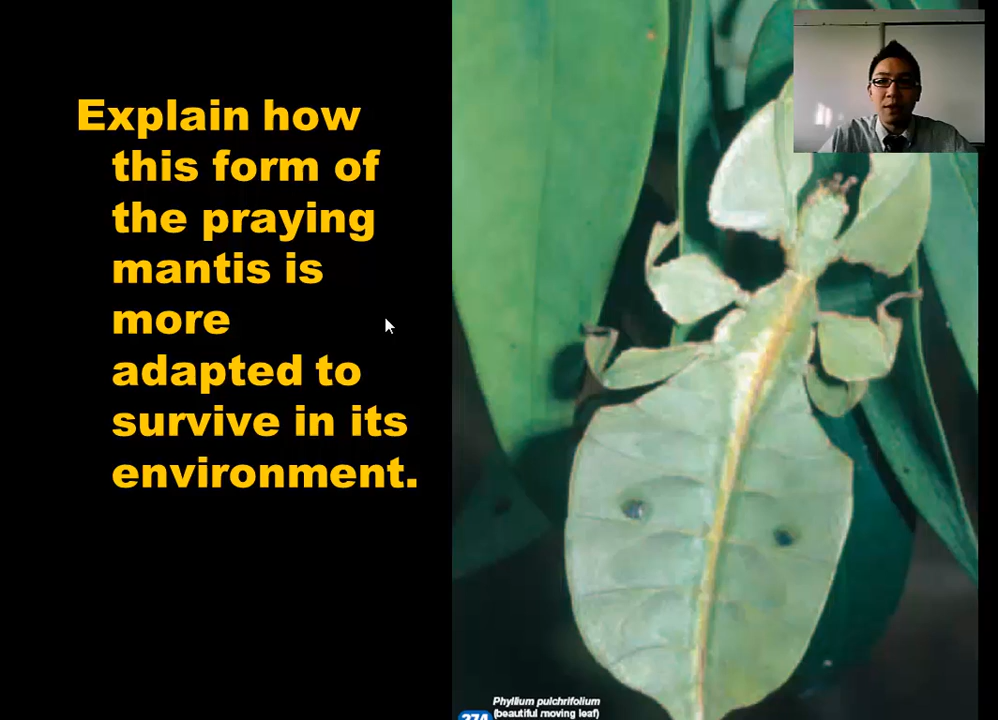 Explain how
this form of
the praying
mantis is
more
adapted to
survive in its
environment.
Phyllium pulchrifolium
274 (beautiful moving leaf)